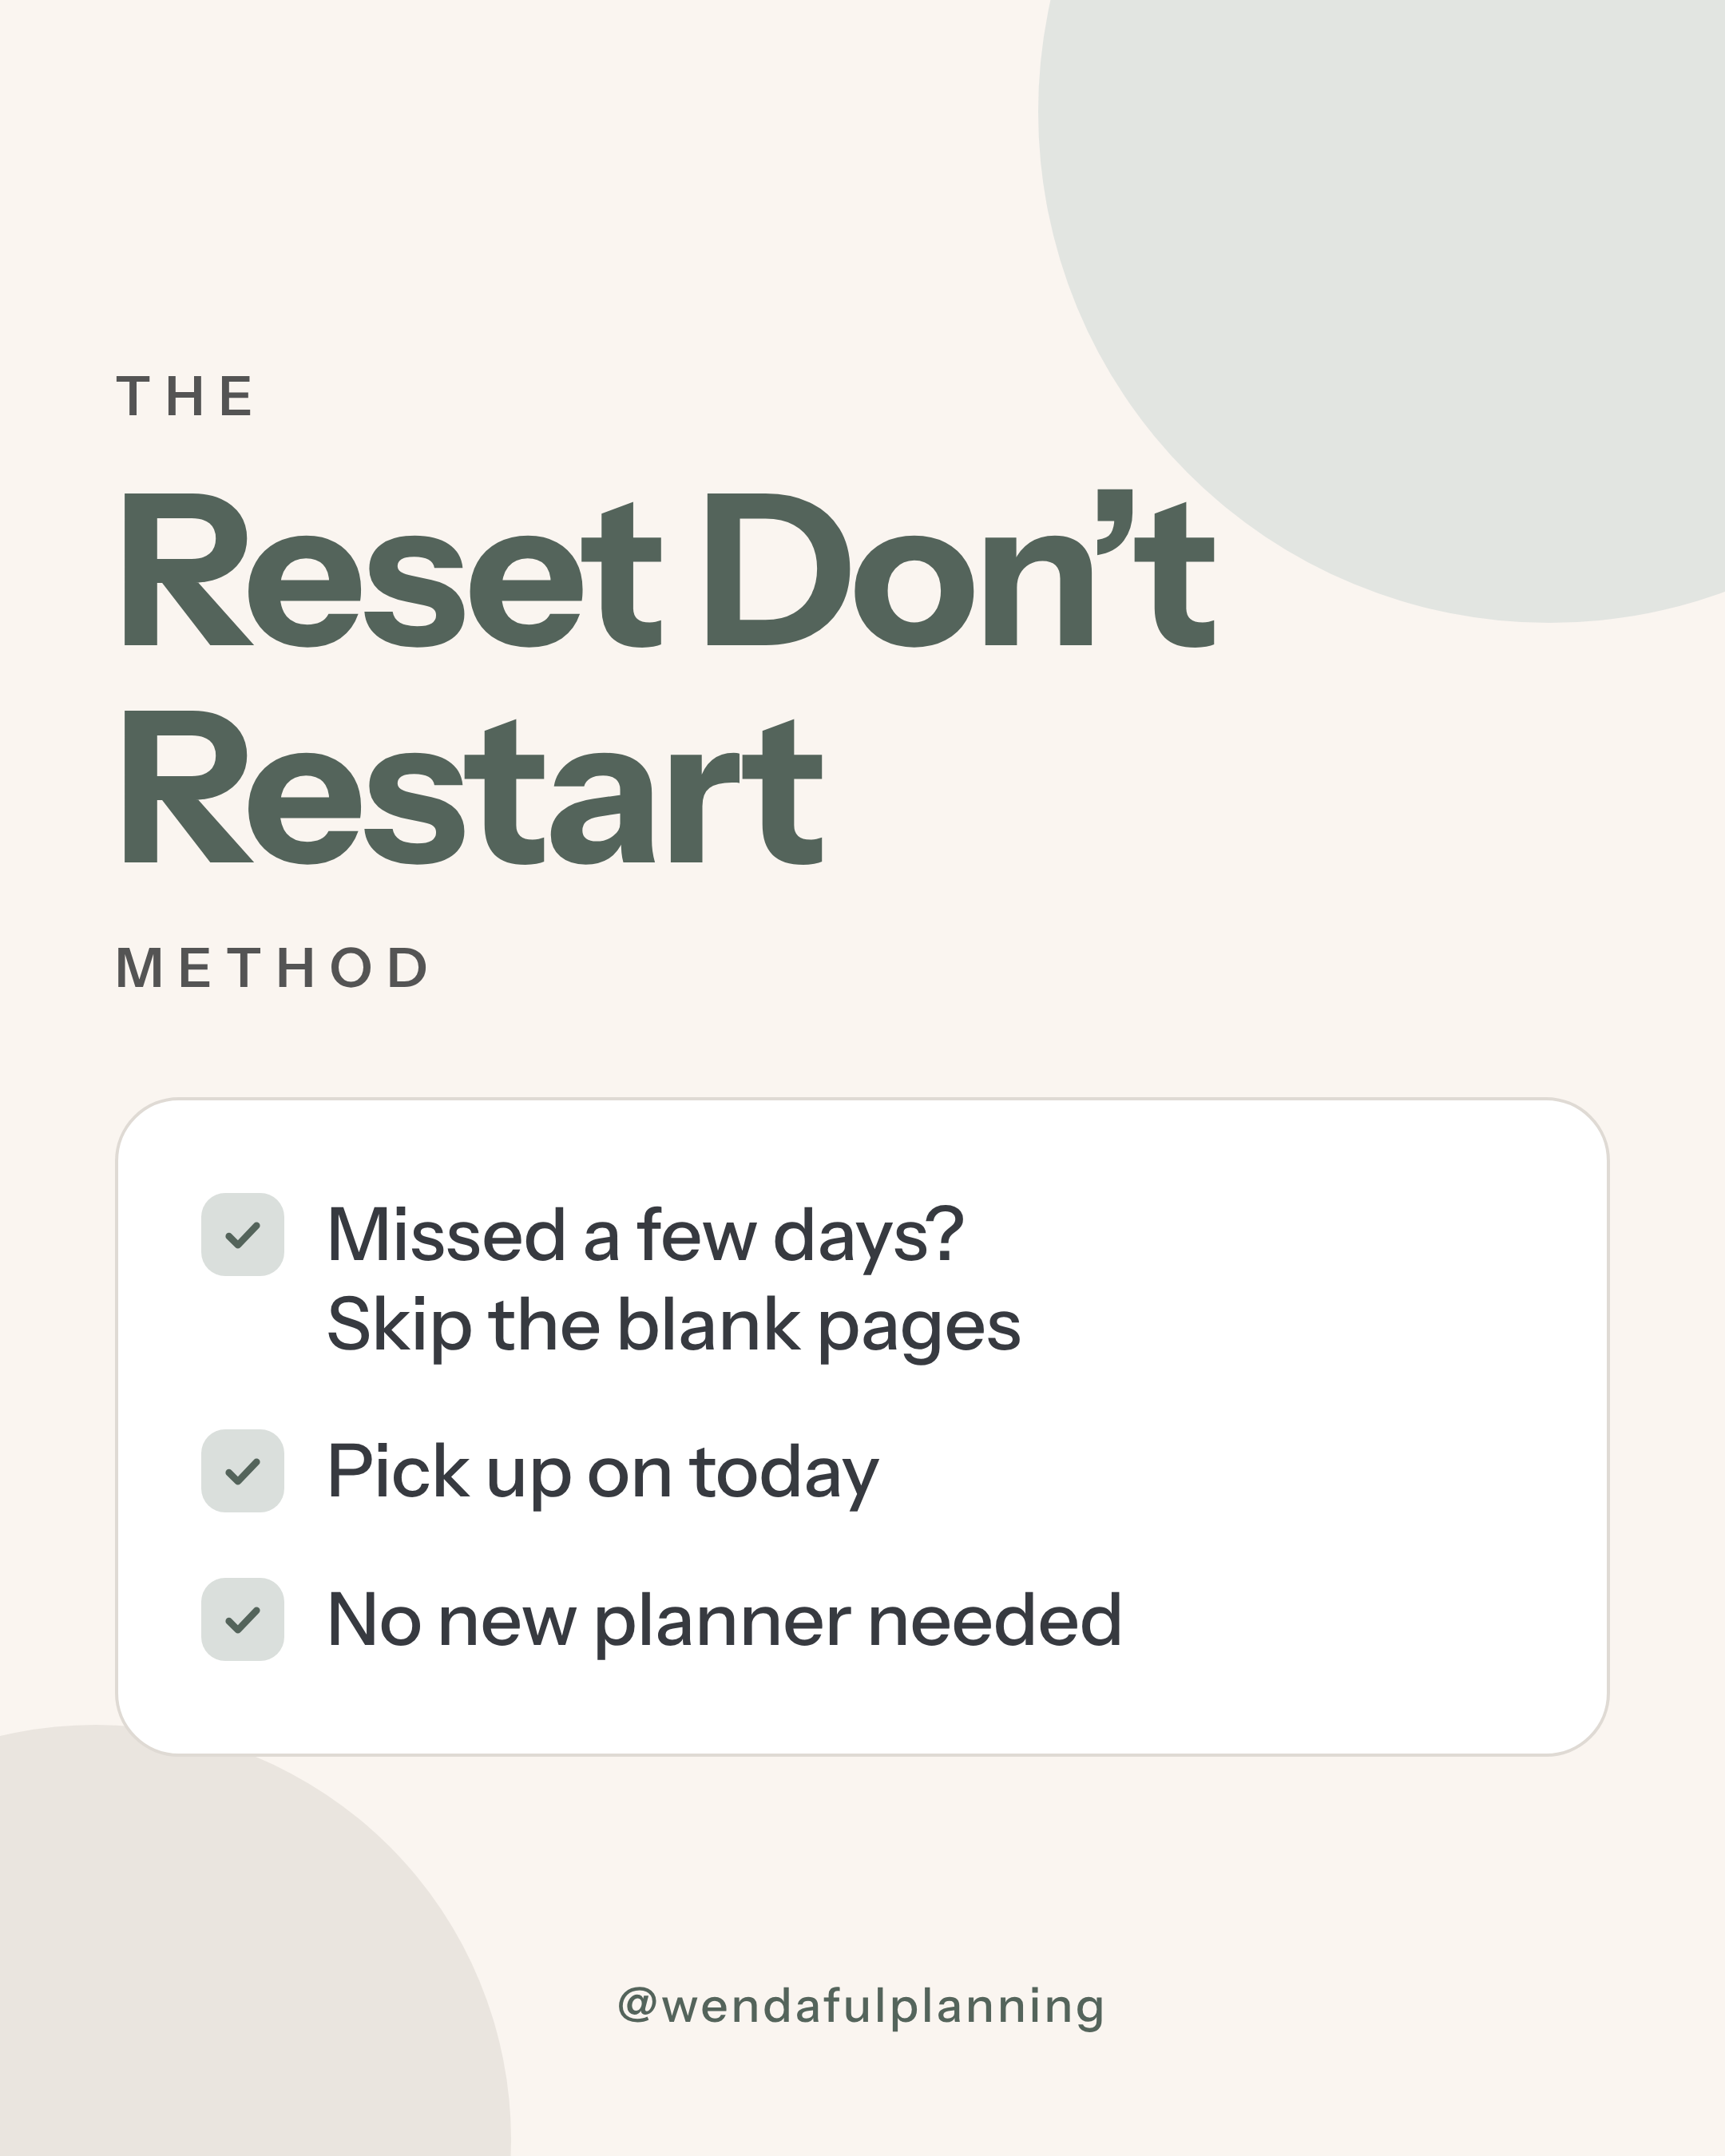 THE
Reset Don’t
Restart
METHOD
Missed a few days?
Skip the blank pages
Pick up on today
No new planner needed
@wendafulplanning